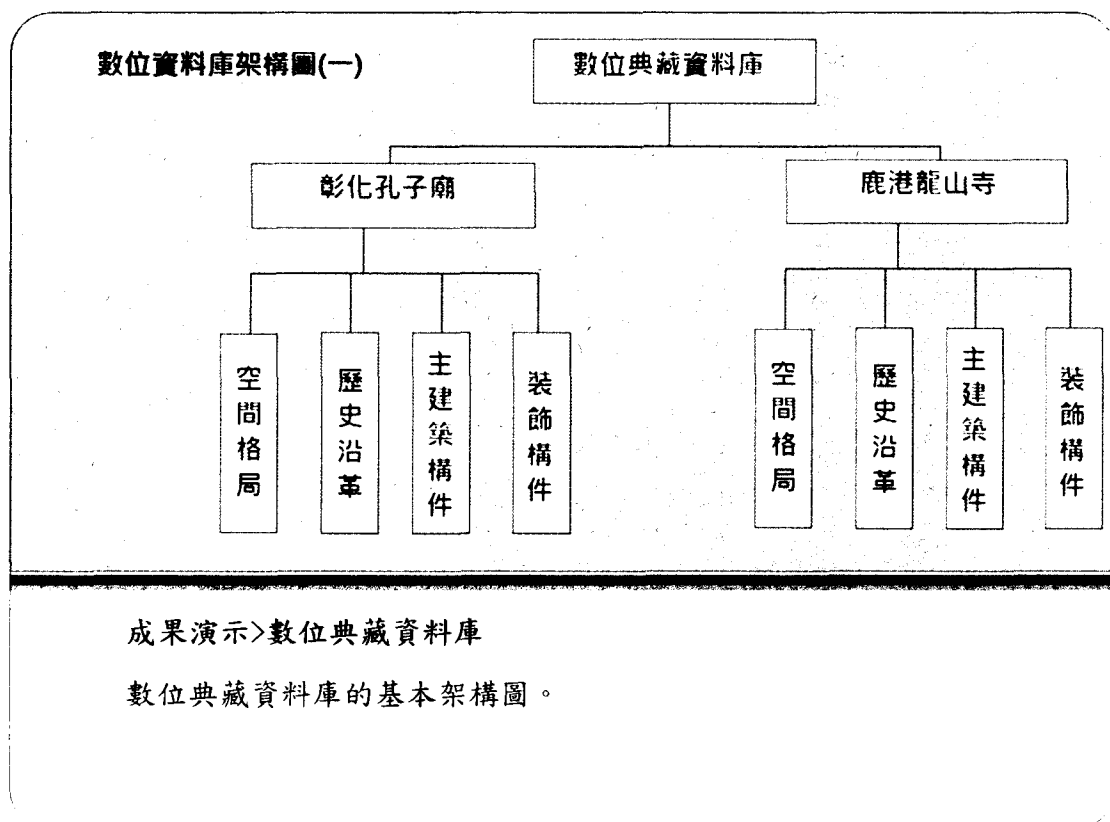 數位資料庫架構圖(一)
數位典藏資料庫
彰化孔子廟
鹿港龍山寺
空間格局
歷史沿革
主建築構件
裝飾構件
空間格局
歷史沿革
主建築構件
裝飾構件
成果演示>數位典藏資料庫
數位典藏資料庫的基本架構圖。